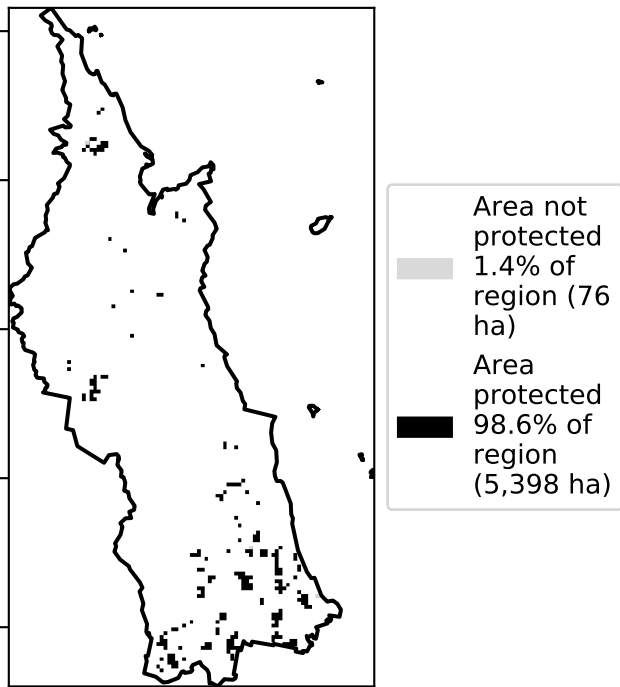 Area not
protected
1.4% of
region (76
ha)
Area
protected
98.6% of
region
(5,398 ha)